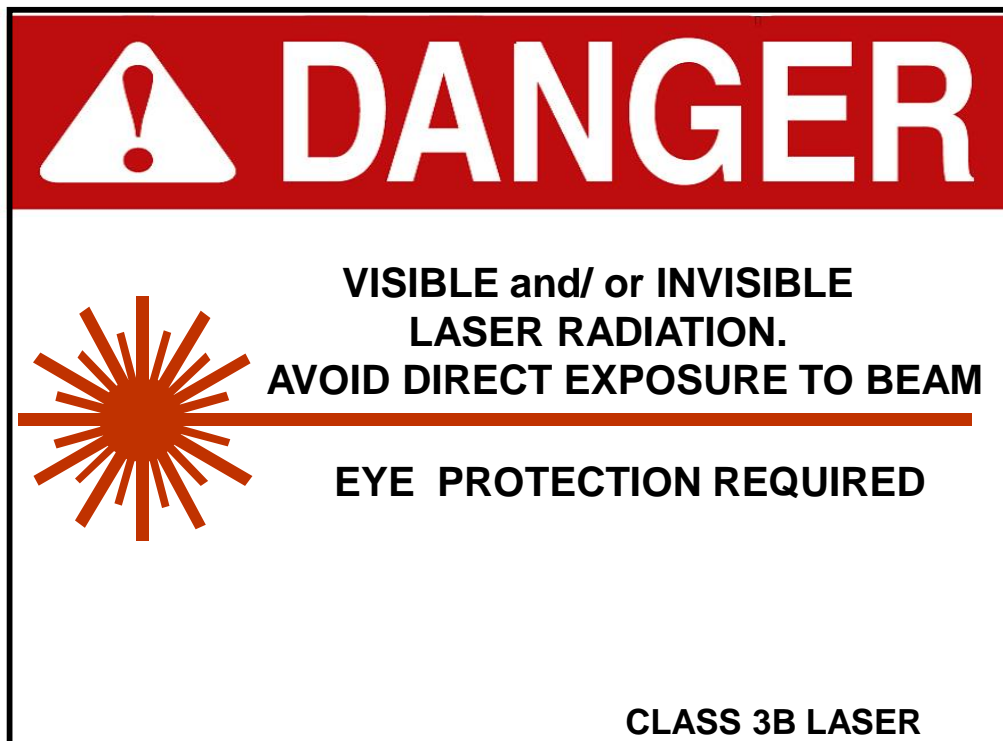 DANGER
VISIBLE and/ or INVISIBLE
LASER RADIATION.
AVOID DIRECT EXPOSURE TO BEAM
EYE PROTECTION REQUIRED
CLASS 3B LASER